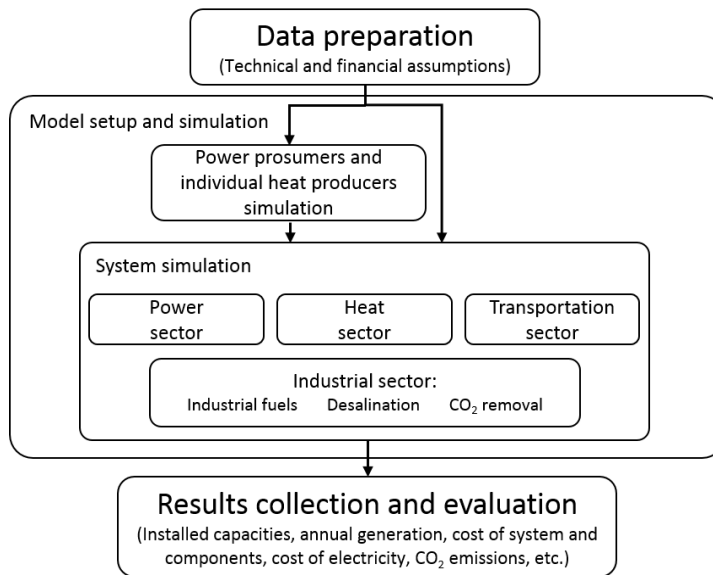 Data preparation
(Technical and financial assumptions)
Model setup and simulation
Power prosumers and
individual heat producers
simulation
System simulation
Power
sector
Heat
sector
Transportation
sector
Industrial sector:
Industrial fuels Desalination CO₂ removal
Results collection and evaluation
(Installed capacities, annual generation, cost of system and
components, cost of electricity, CO₂ emissions, etc.)